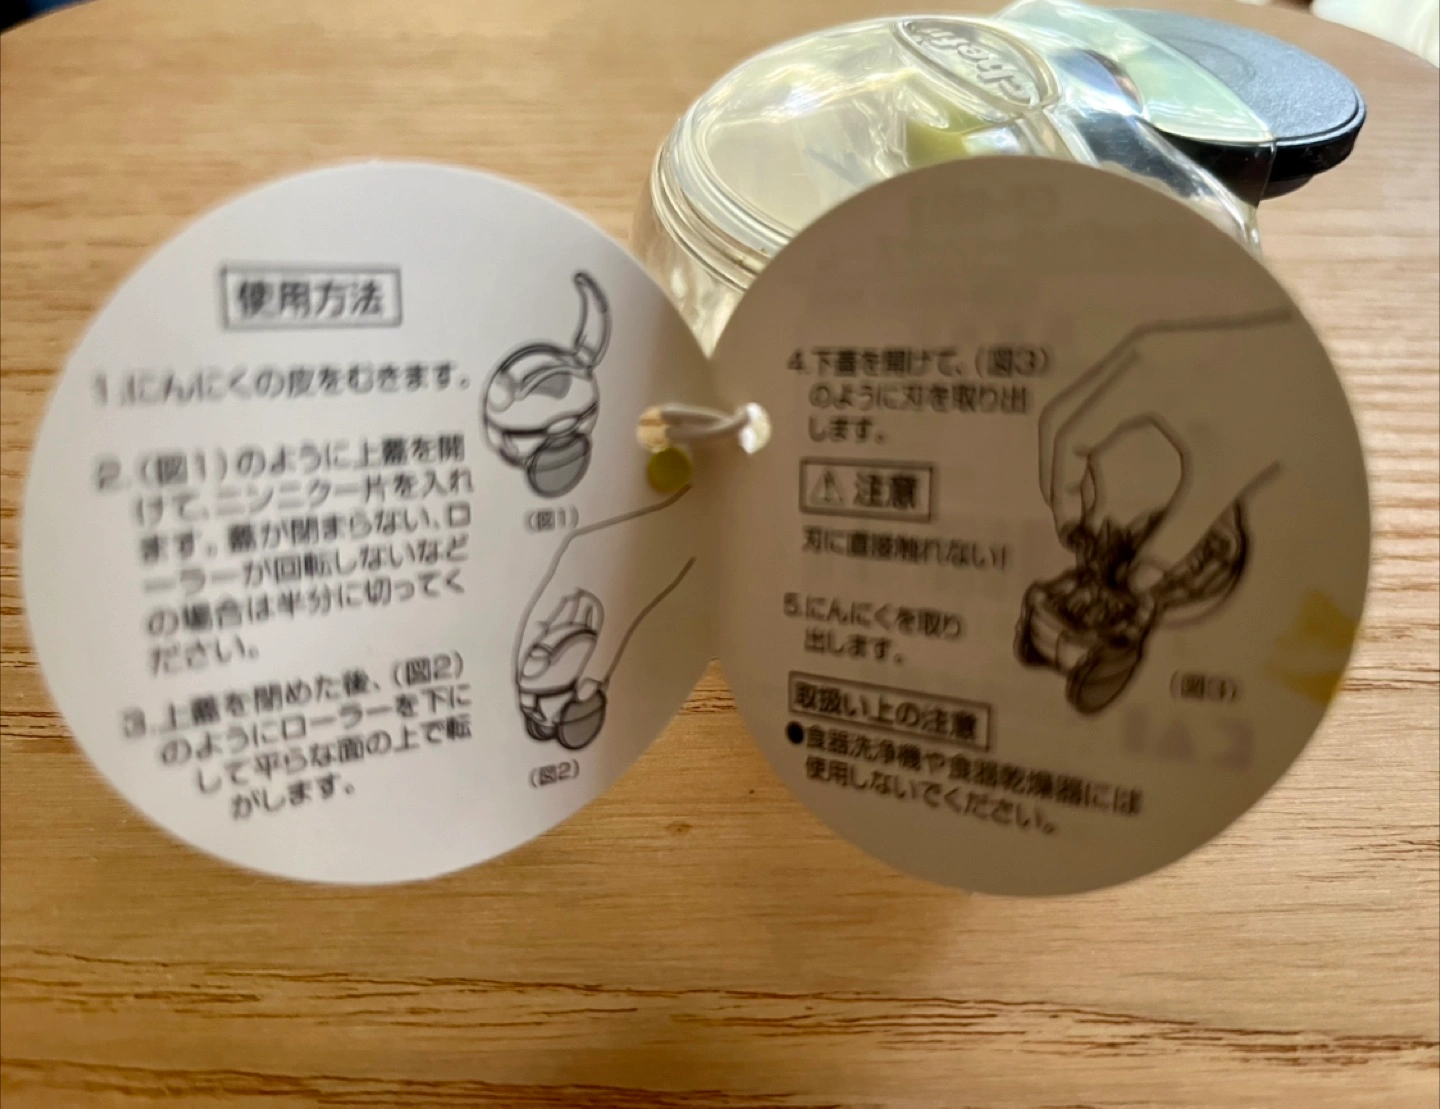 chef'n
使用方法
1.にんにくの皮をむきます。
2.(図1)のように上蓋を開
けて、ニンニク一片を入れ
ます。蓋が閉まらない、ロ
ーラーが回転しないなど
の場合は半分に切ってく
ださい。
(図1)
3.上蓋を閉めた後、(図2)
のようにローラーを下に
して平らな面の上で転
がします。
(図2)
4.下蓋を開けて、(図3)
のように刃を取り出
します。
⚠ 注意
刃に直接触れない!
5.にんにくを取り
出します。
(図3)
取扱い上の注意
●食器洗浄機や食器乾燥器には
使用しないでください。